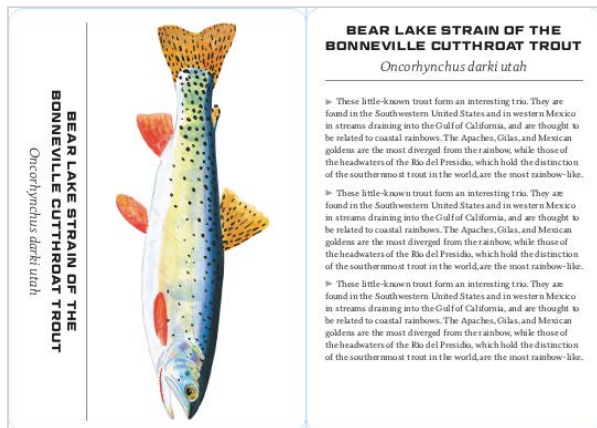 BEAR LAKE STRAIN OF THE
BONNEVILLE CUTTHROAT TROUT
Oncorhynchus darki utah
BEAR LAKE STRAIN OF THE
BONNEVILLE CUTTHROAT TROUT
Oncorhynchus darki utah
► These little-known trout form an interesting trio. They are
found in the Southwestern United States and in western Mexico
in streams draining into the Gulf of California, and are thought to
be related to coastal rainbows. The Apaches, Gilas, and Mexican
goldens are the most diverged from the rainbow, while those of
the headwaters of the Rio del Presidio, which hold the distinction
of the southernmost trout in the world, are the most rainbow-like.
► These little-known trout form an interesting trio. They are
found in the Southwestern United States and in western Mexico
in streams draining into the Gulf of California, and are thought to
be related to coastal rainbows. The Apaches, Gilas, and Mexican
goldens are the most diverged from the rainbow, while those of
the headwaters of the Rio del Presidio, which hold the distinction
of the southernmost trout in the world, are the most rainbow-like.
► These little-known trout form an interesting trio. They are
found in the Southwestern United States and in western Mexico
in streams draining into the Gulf of California, and are thought to
be related to coastal rainbows. The Apaches, Gilas, and Mexican
goldens are the most diverged from the rainbow, while those of
the headwaters of the Rio del Presidio, which hold the distinction
of the southernmost trout in the world, are the most rainbow-like.